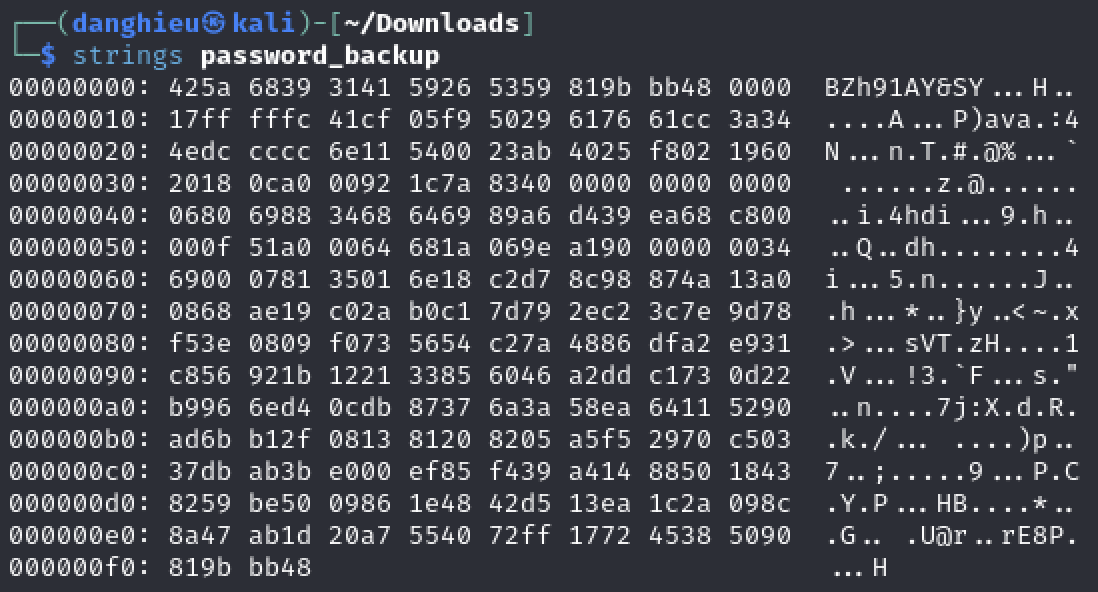 ┌──(danghieu㉿kali)-[~/Downloads]
└─$ strings password_backup
00000000: 425a 6839 3141 5926 5359 819b bb48 0000  BZh91AY&SY...H..
00000010: 17ff fffc 41cf 05f9 5029 6176 61cc 3a34  ....A...P)ava.:4
00000020: 4edc cccc 6e11 5400 23ab 4025 f802 1960  N...n.T.#.@%...`
00000030: 2018 0ca0 0092 1c7a 8340 0000 0000 0000   ......z.@......
00000040: 0680 6988 3468 6469 89a6 d439 ea68 c800  ..i.4hdi...9.h..
00000050: 000f 51a0 0064 681a 069e a190 0000 0034  ..Q..dh........4
00000060: 6900 0781 3501 6e18 c2d7 8c98 874a 13a0  i...5.n......J..
00000070: 0868 ae19 c02a b0c1 7d79 2ec2 3c7e 9d78  .h...*..}y..<~.x
00000080: f53e 0809 f073 5654 c27a 4886 dfa2 e931  .>...sVT.zH....1
00000090: c856 921b 1221 3385 6046 a2dd c173 0d22  .V...!3.`F...s."
000000a0: b996 6ed4 0cdb 8737 6a3a 58ea 6411 5290  ..n....7j:X.d.R.
000000b0: ad6b b12f 0813 8120 8205 a5f5 2970 c503  .k./... ....)p..
000000c0: 37db ab3b e000 ef85 f439 a414 8850 1843  7..;.....9...P.C
000000d0: 8259 be50 0986 1e48 42d5 13ea 1c2a 098c  .Y.P...HB....*..
000000e0: 8a47 ab1d 20a7 5540 72ff 1772 4538 5090  .G.. .U@r..rE8P.
000000f0: 819b bb48                                ...H